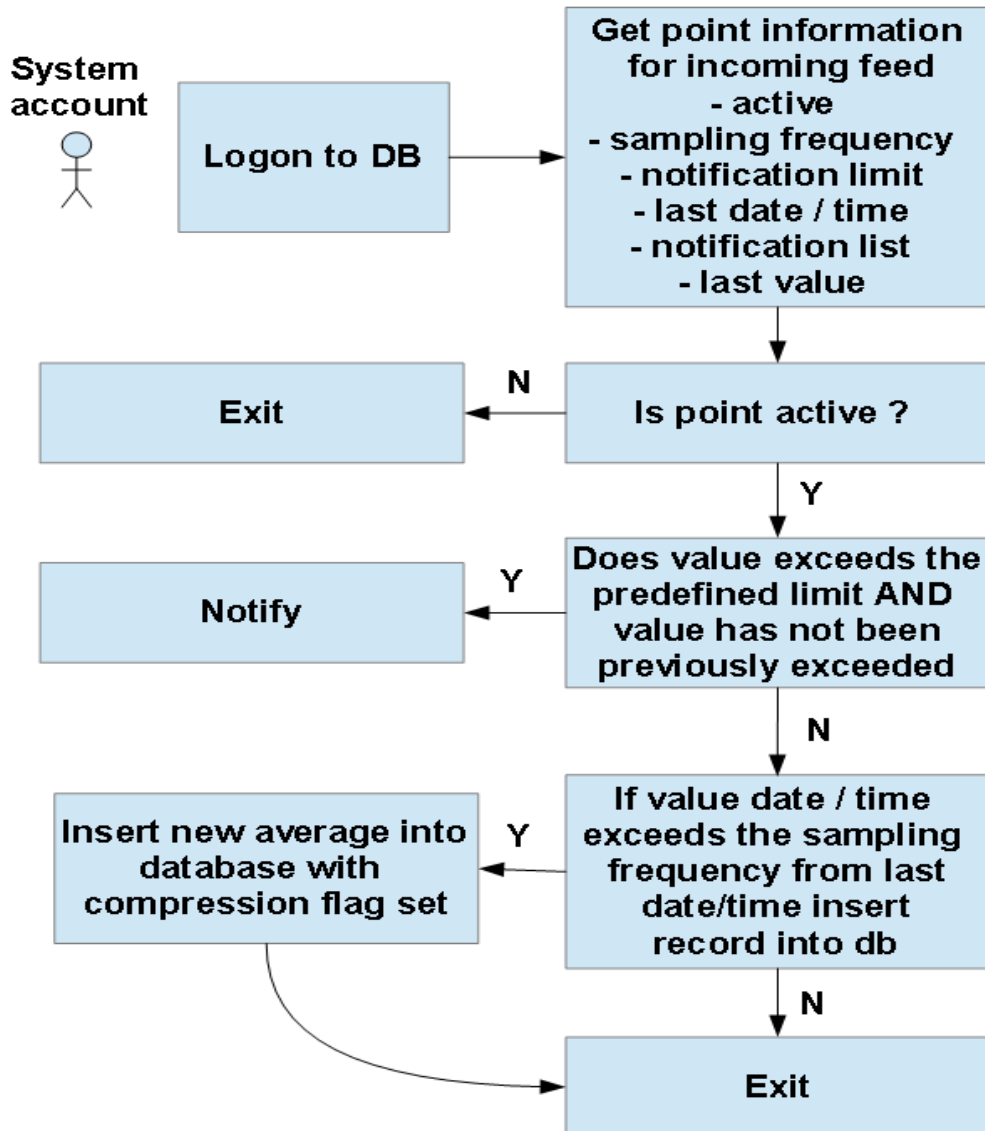 System
account
Logon to DB
Get point information
for incoming feed
- active
- sampling frequency
- notification limit
- last date / time
- notification list
- last value
N
Exit
Is point active ?
Y
Does value exceeds the
predefined limit AND
value has not been
previously exceeded
Y
Notify
N
If value date / time
exceeds the sampling
frequency from last
date/time insert
record into db
Y
Insert new average into
database with
compression flag set
N
Exit